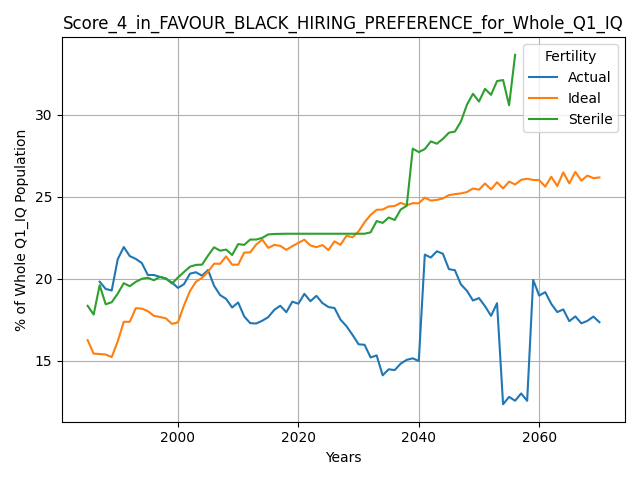 Score_4_in_FAVOUR_BLACK_HIRING_PREFERENCE_for_Whole_Q1_IQ
Fertility
Actual
Ideal
Sterile
% of Whole Q1_IQ Population
30
25
20
15
2000
2020
2040
2060
Years